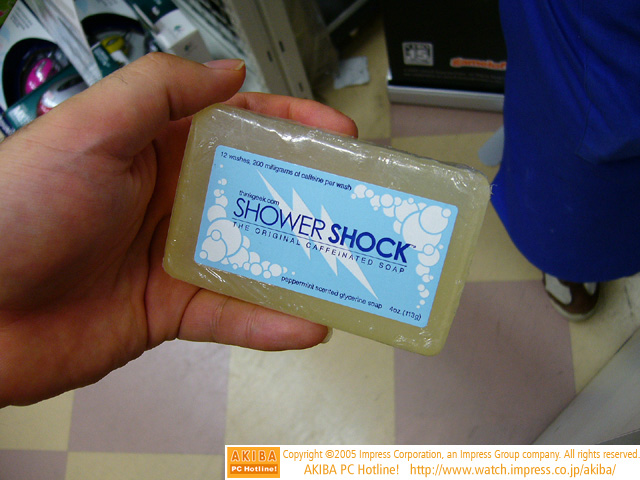 12 washes. 200 milligrams of caffeine per wash
thinkgeek.com
SHOWER SHOCK™
THE ORIGINAL CAFFEINATED SOAP
peppermint scented glycerine soap 4oz. (113g)
AKIBA
PC Hotline!
Copyright ©2005 Impress Corporation, an Impress Group company. All rights reserved.
AKIBA PC Hotline! http://www.watch.impress.co.jp/akiba/